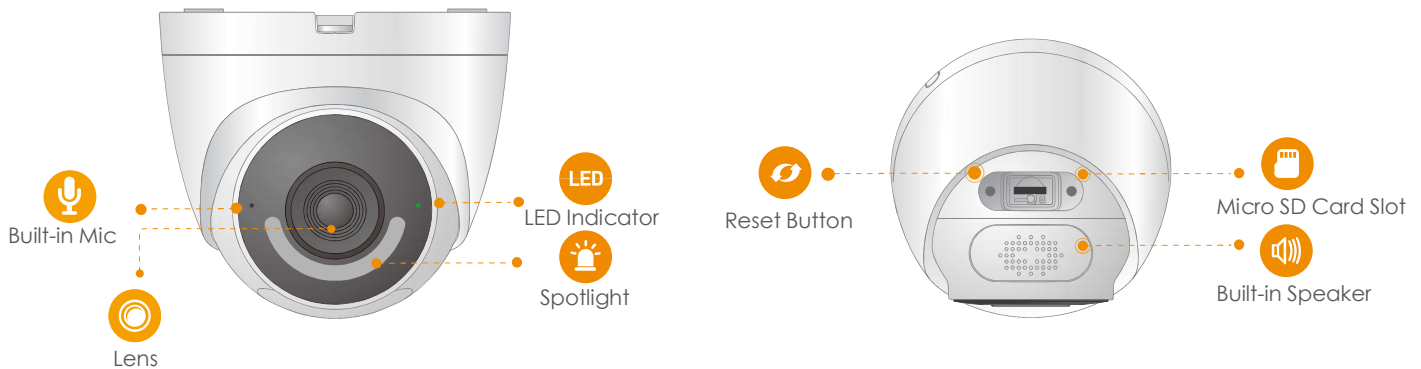 LED
Built-in Mic
LED Indicator
Spotlight
Lens
Reset Button
Micro SD Card Slot
Built-in Speaker